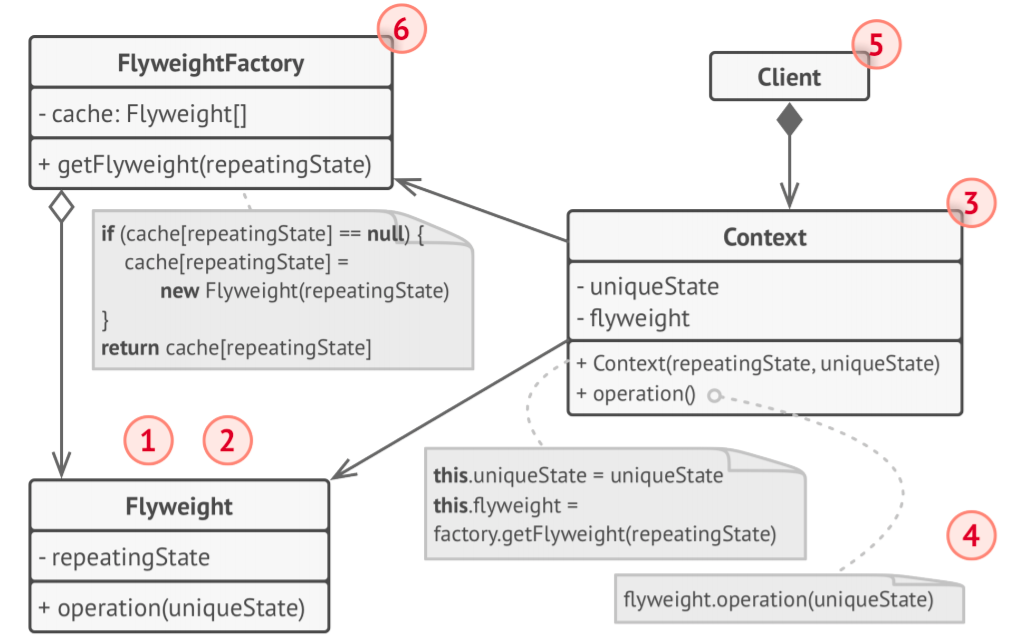 6
FlyweightFactory
- cache: Flyweight[]
+ getFlyweight(repeatingState)
if (cache[repeatingState] == null) {
cache[repeatingState] =
new Flyweight(repeatingState)
}
return cache[repeatingState]
5
Client
3
Context
- uniqueState
- flyweight
+ Context(repeatingState, uniqueState)
+ operation()
1
2
Flyweight
- repeatingState
+ operation(uniqueState)
this.uniqueState = uniqueState
this.flyweight =
factory.getFlyweight(repeatingState)
4
flyweight.operation(uniqueState)